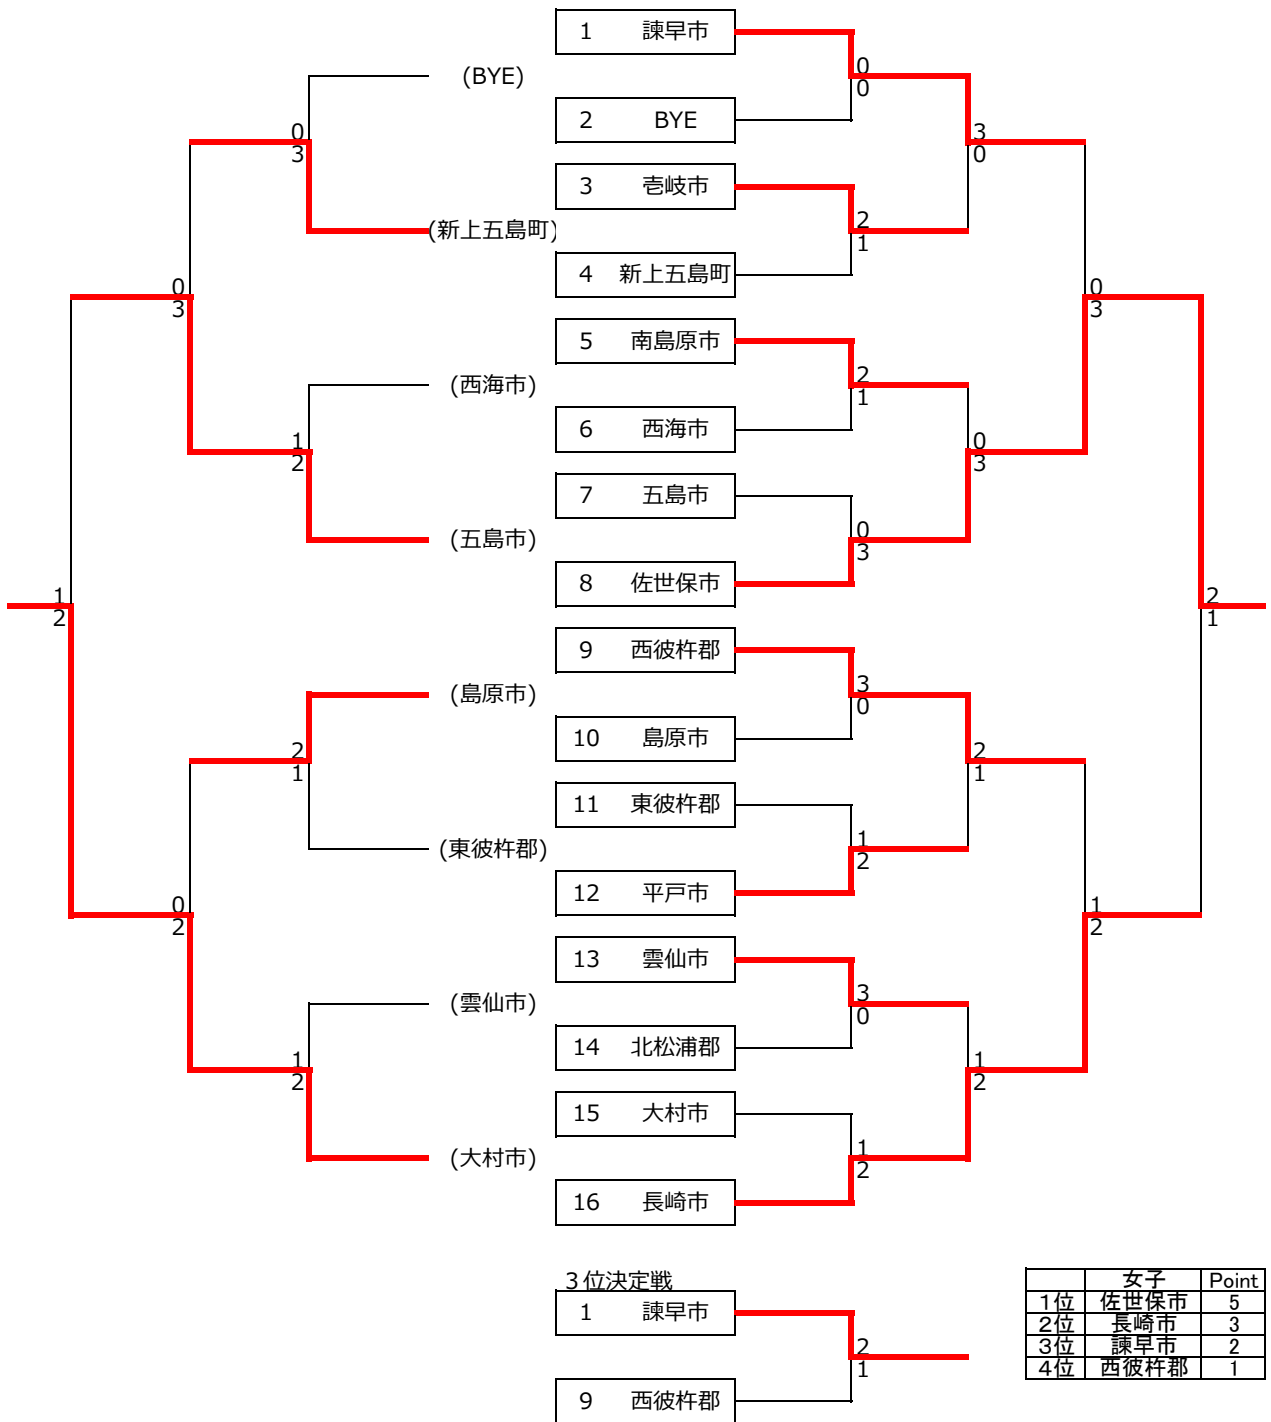 1 諫早市
0
(BYE)
0
2 BYE
0
3
3
0
3 壱岐市
2
(新上五島町)
1
4 新上五島町
0
0
3
3
5 南島原市
2
(西海市)
1
6 西海市
1
0
2
3
7 五島市
0
(五島市)
3
8 佐世保市
1
2
2
1
9 西彼杵郡
3
(島原市)
0
10 島原市
2
2
1
1
11 東彼杵郡
1
(東彼杵郡)
2
12 平戸市
0
1
2
2
13 雲仙市
3
(雲仙市)
0
14 北松浦郡
1
1
2
2
15 大村市
1
(大村市)
2
16 長崎市
3位決定戦
1 諫早市
2
1
9 西彼杵郡
女子 Point
1位 佐世保市 5
2位 長崎市 3
3位 諫早市 2
4位 西彼杵郡 1